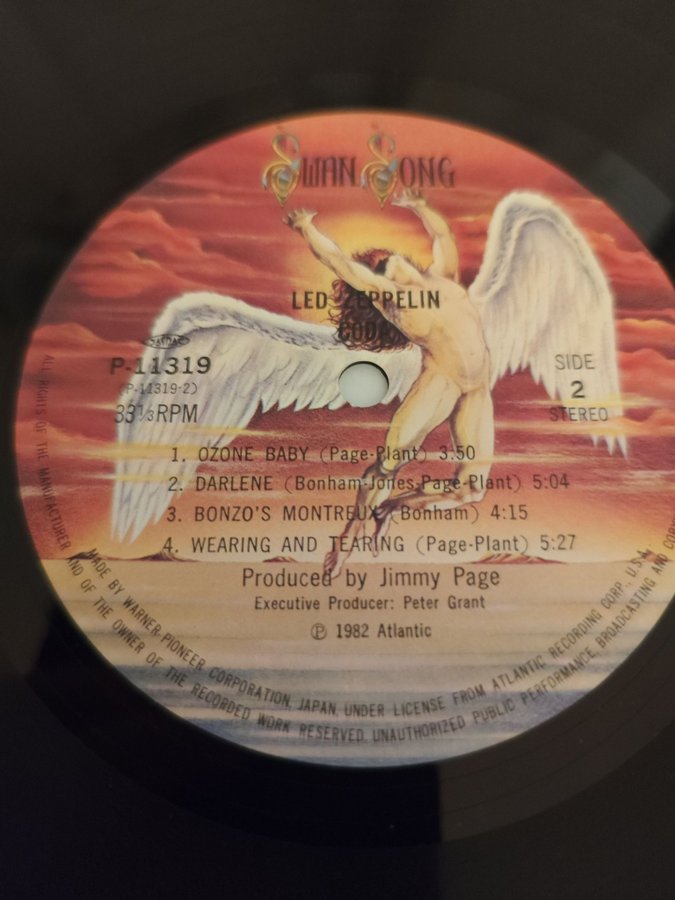 SWAN SONG
LED ZEPPELIN
CODA
JASRAC
P-11319
(P-11319-2)
33⅓RPM
SIDE
2
STEREO
1. OZONE BABY (Page-Plant) 3:50
2. DARLENE (Bonham-Jones-Page-Plant) 5:04
3. BONZO'S MONTREUX (Bonham) 4:15
4. WEARING AND TEARING (Page-Plant) 5:27
Produced by Jimmy Page
Executive Producer: Peter Grant
Ⓟ 1982 Atlantic
MADE BY WARNER-PIONEER CORPORATION, JAPAN, UNDER LICENSE FROM ATLANTIC RECORDING CORP., U.S.A.
ALL RIGHTS OF THE MANUFACTURER AND OF THE OWNER OF THE RECORDED WORK RESERVED. UNAUTHORIZED PUBLIC PERFORMANCE, BROADCASTING AND